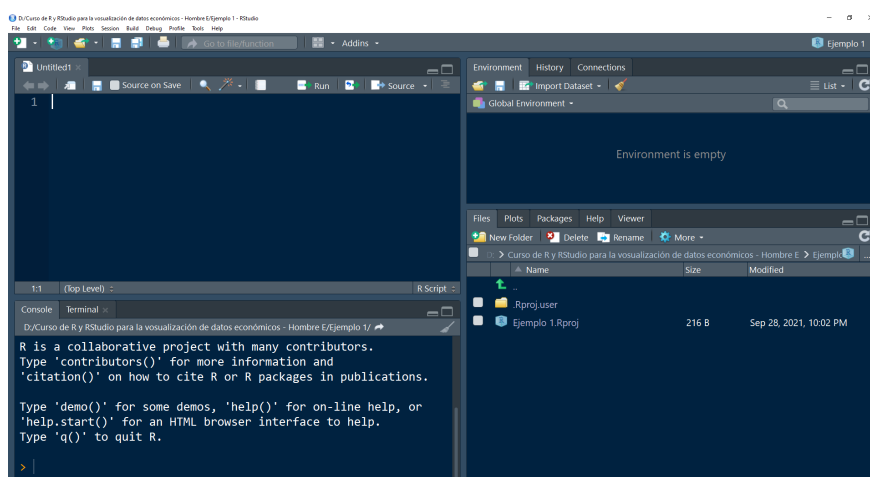 D:/Curso de R y RStudio para la vosualización de datos económicos - Hombre E/Ejemplo 1 - RStudio
File Edit Code View Plots Session Build Debug Profile Tools Help
Go to file/function Addins Ejemplo 1
Untitled1
Source on Save Run Source
1
1:1 (Top Level) R Script
Console Terminal
D:/Curso de R y RStudio para la vosualización de datos económicos - Hombre E/Ejemplo 1/
R is a collaborative project with many contributors.
Type 'contributors()' for more information and
'citation()' on how to cite R or R packages in publications.
Type 'demo()' for some demos, 'help()' for on-line help, or
'help.start()' for an HTML browser interface to help.
Type 'q()' to quit R.
>
Environment History Connections
Import Dataset List
Global Environment
Environment is empty
Files Plots Packages Help Viewer
New Folder Delete Rename More
D: > Curso de R y RStudio para la vosualización de datos económicos - Hombre E > Ejemplo ...
Name Size Modified
..
.Rproj.user
Ejemplo 1.Rproj 216 B Sep 28, 2021, 10:02 PM